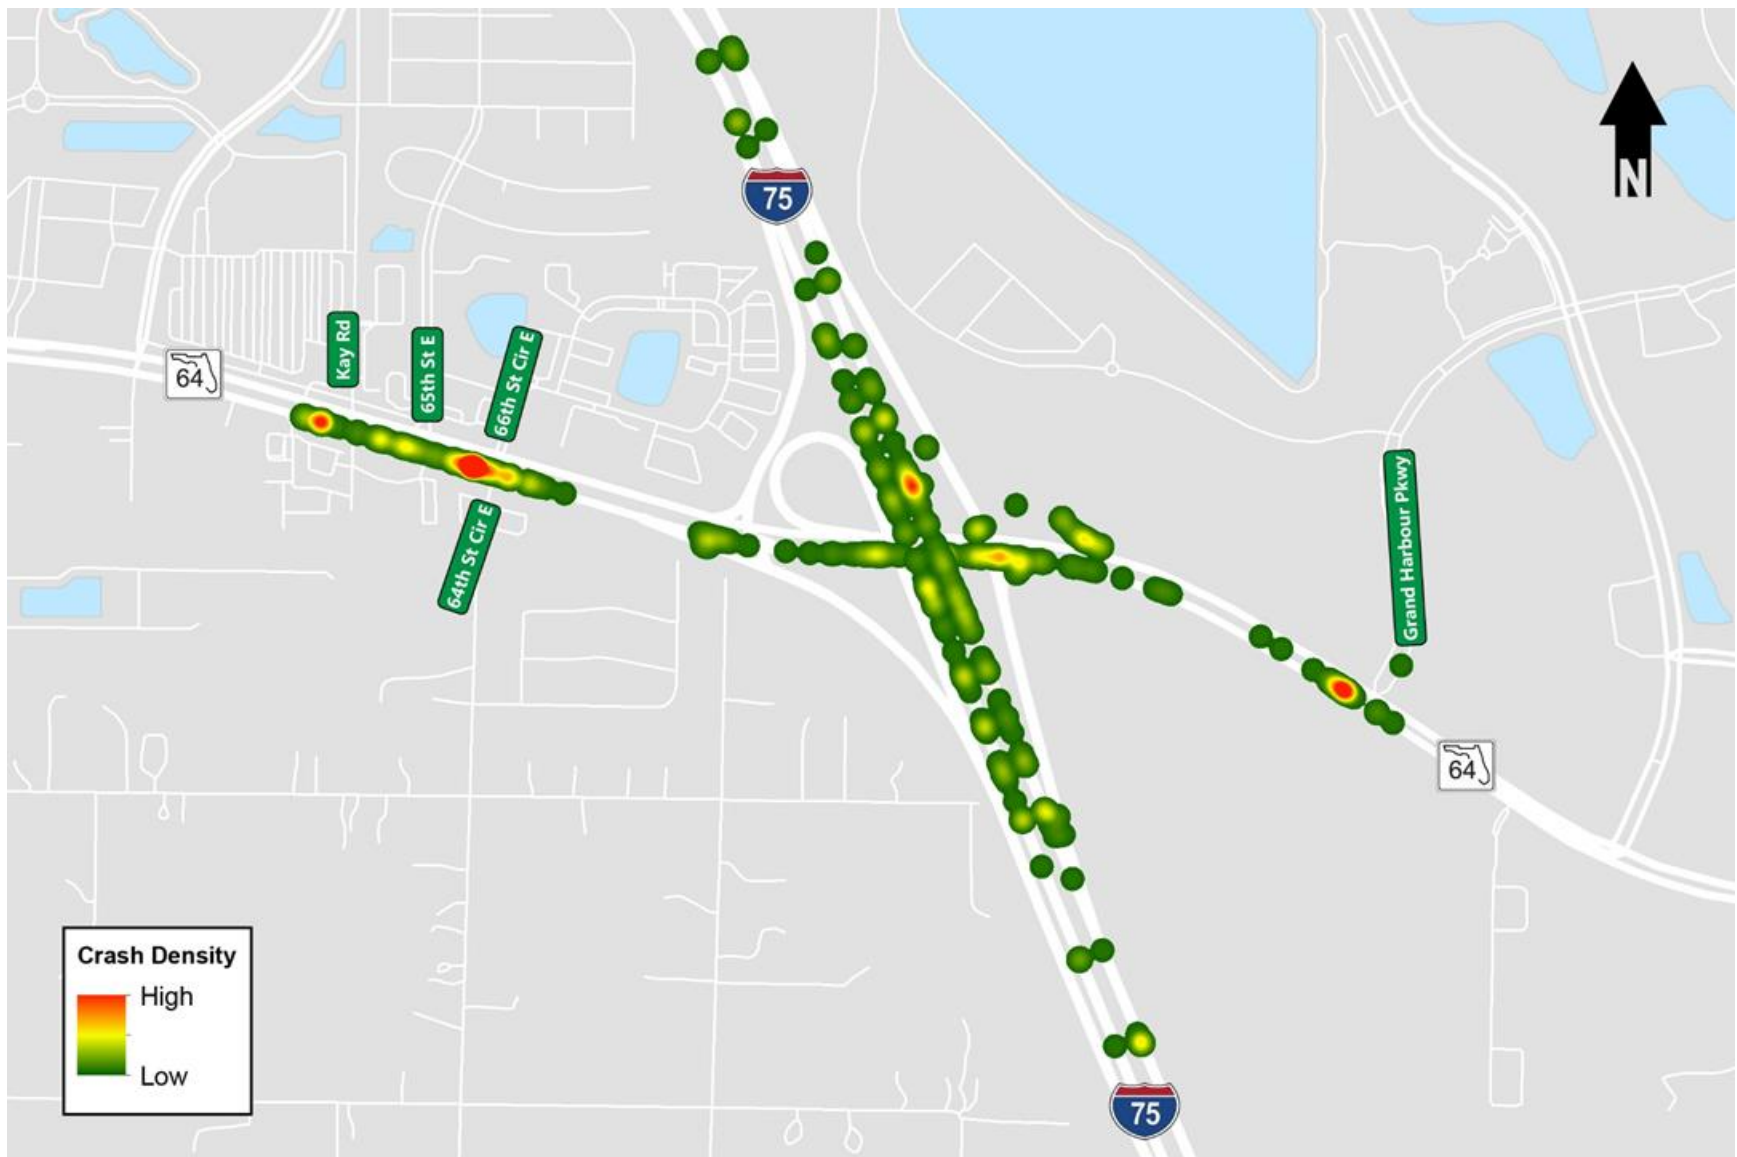 N
75
Kay Rd
65th St E
66th St Cir E
64
64th St Cir E
Grand Harbour Pkwy
64
Crash Density
High
Low
75